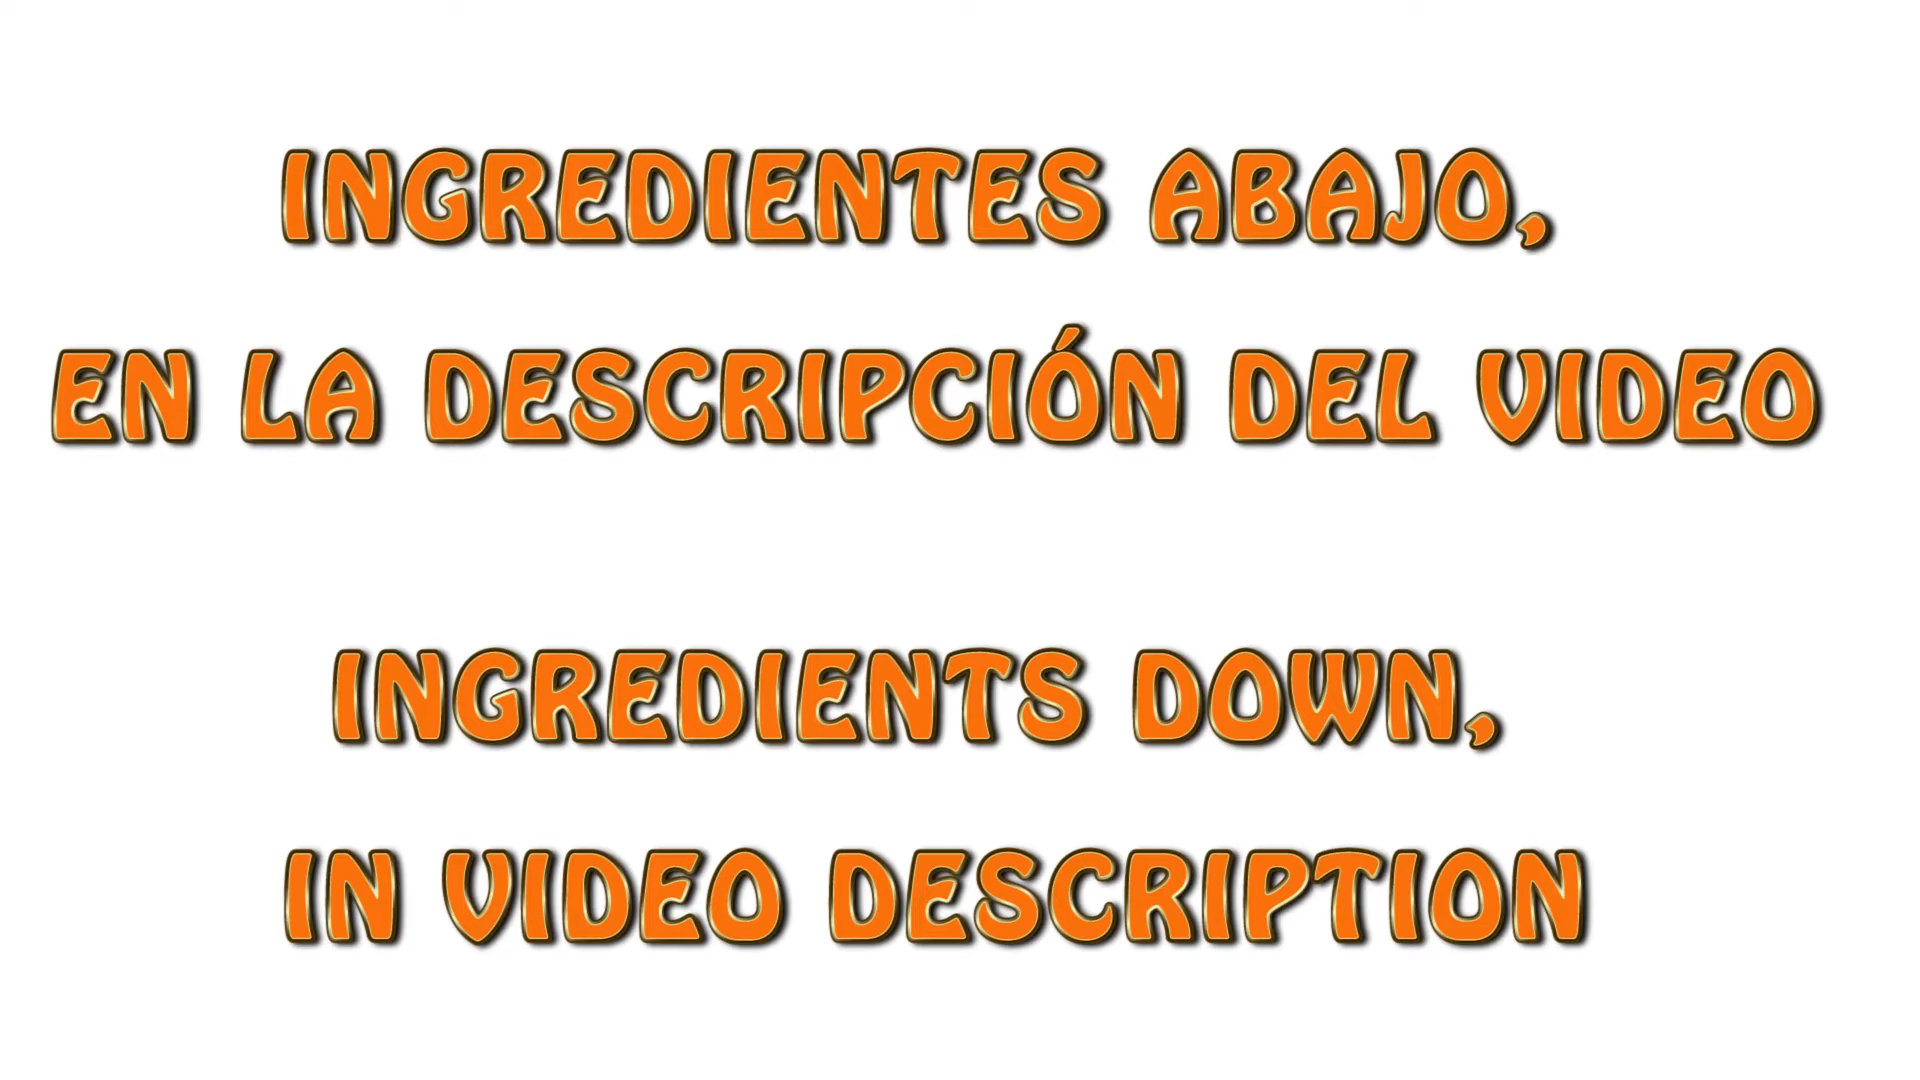 INGREDIENTES ABAJO,
EN LA DESCRIPCIÓN DEL VIDEO
INGREDIENTS DOWN,
IN VIDEO DESCRIPTION